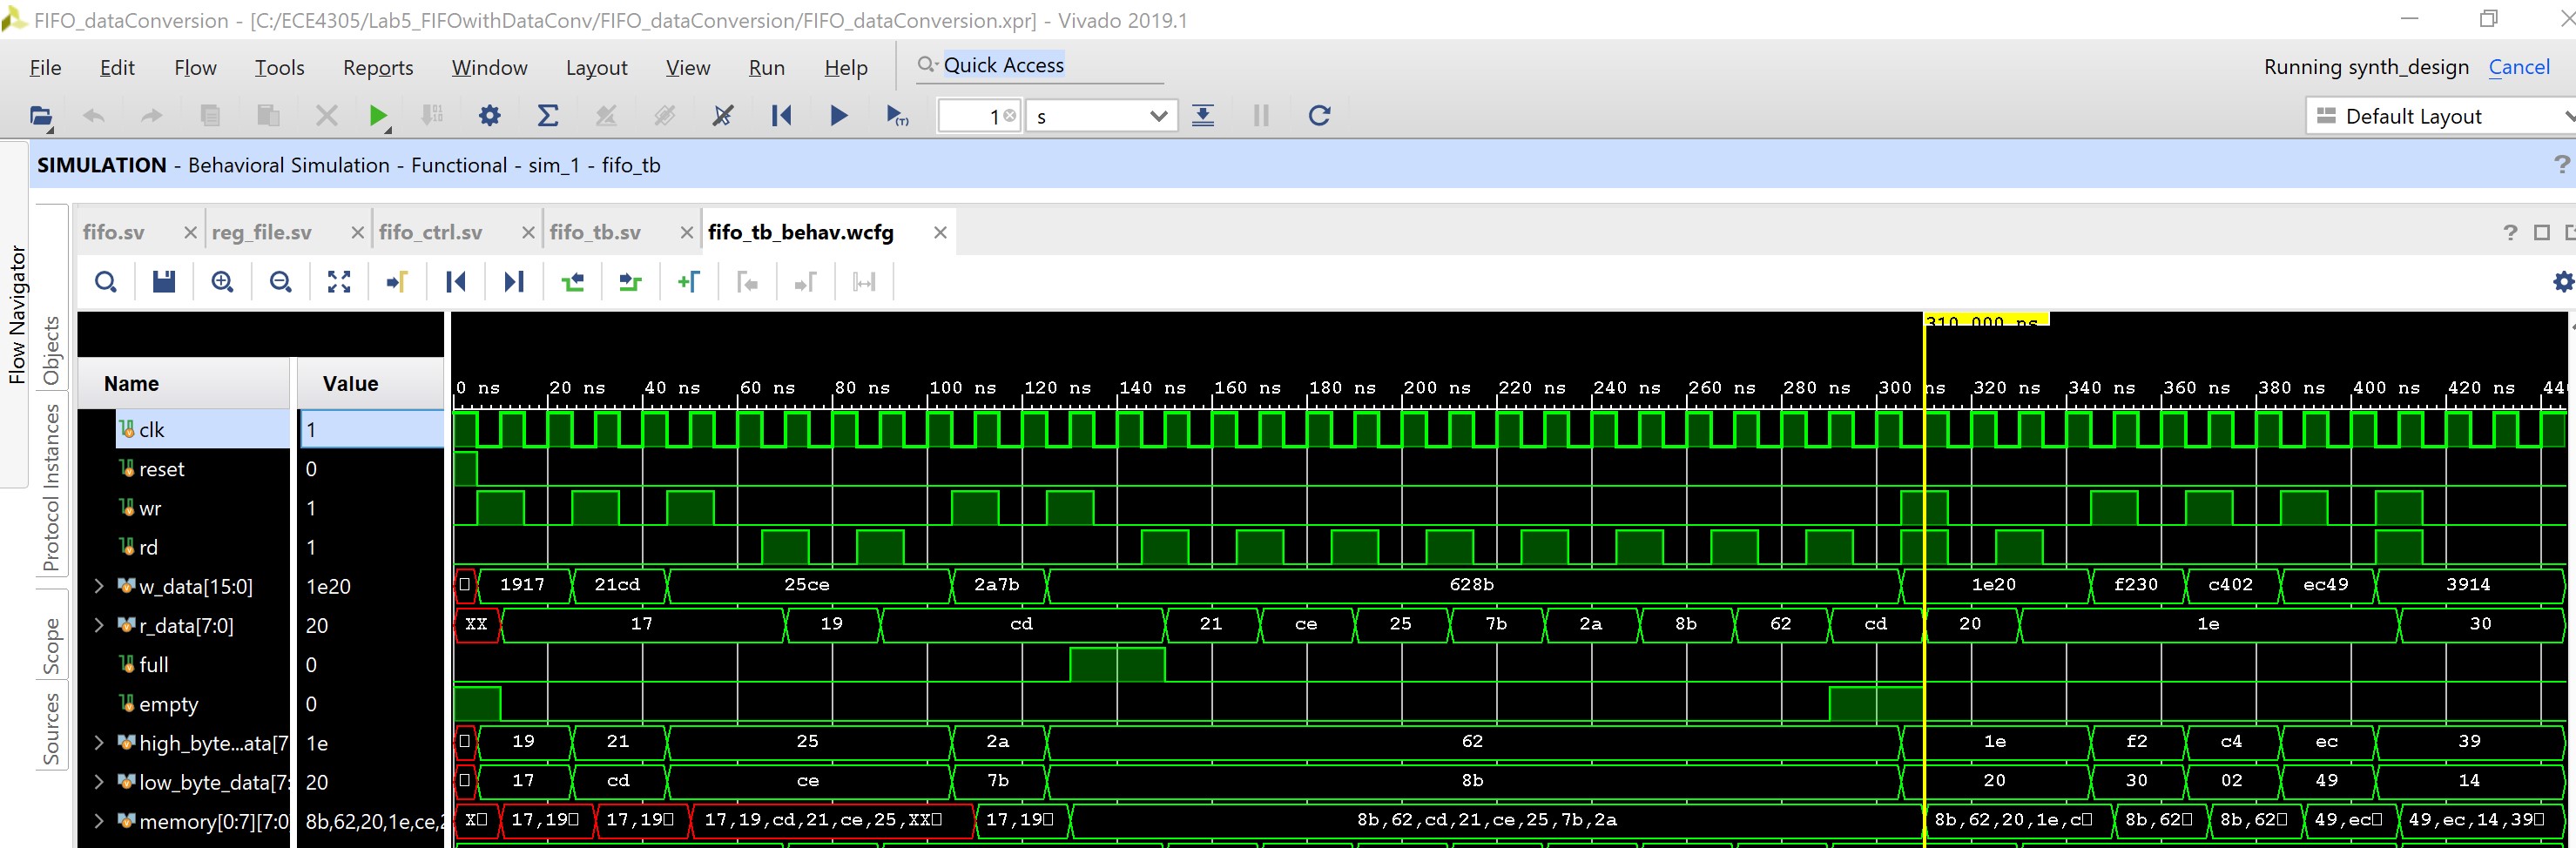 FIFO_dataConversion - [C:/ECE4305/Lab5_FIFOwithDataConv/FIFO_dataConversion/FIFO_dataConversion.xpr] - Vivado 2019.1
File Edit Flow Tools Reports Window Layout View Run Help Quick Access Running synth_design Cancel
1 s Default Layout
SIMULATION - Behavioral Simulation - Functional - sim_1 - fifo_tb ?
Flow Navigator
Objects
Protocol Instances
Scope
Sources
fifo.sv reg_file.sv fifo_ctrl.sv fifo_tb.sv fifo_tb_behav.wcfg ?
310.000 ns
Name Value 0 ns 20 ns 40 ns 60 ns 80 ns 100 ns 120 ns 140 ns 160 ns 180 ns 200 ns 220 ns 240 ns 260 ns 280 ns 300 ns 320 ns 340 ns 360 ns 380 ns 400 ns 420 ns 44
clk 1
reset 0
wr 1
rd 1
w_data[15:0] 1e20 1917 21cd 25ce 2a7b 628b 1e20 f230 c402 ec49 3914
r_data[7:0] 20 XX 17 19 cd 21 ce 25 7b 2a 8b 62 cd 20 1e 30
full 0
empty 0
high_byte...ata[7 1e 19 21 25 2a 62 1e f2 c4 ec 39
low_byte_data[7: 20 17 cd ce 7b 8b 20 30 02 49 14
memory[0:7][7:0] 8b,62,20,1e,ce,2 X 17,19 17,19 17,19,cd,21,ce,25,XX 17,19 8b,62,cd,21,ce,25,7b,2a 8b,62,20,1e,c 8b,62 8b,62 49,ec 49,ec,14,39